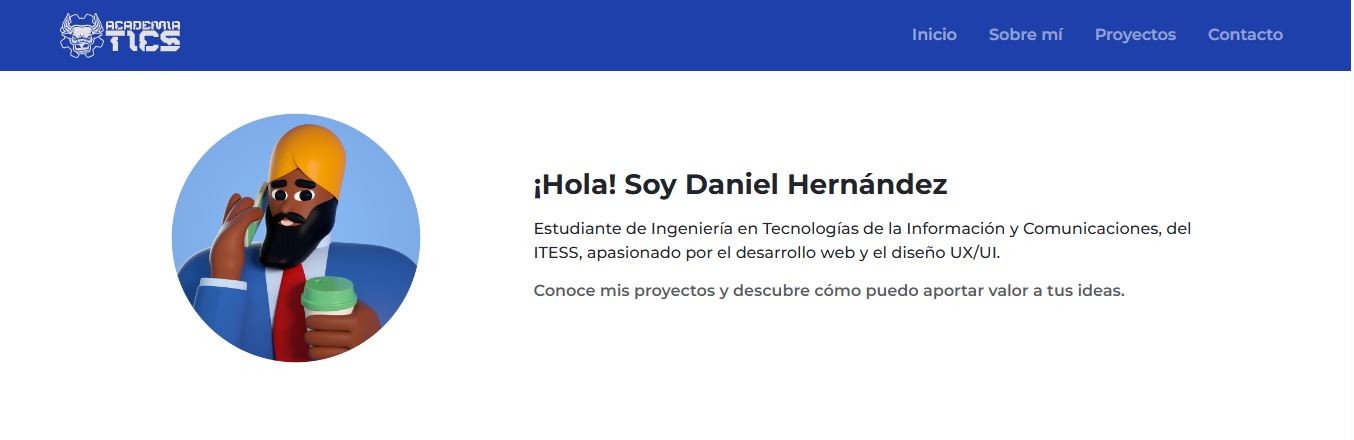 ACADEMIA
TICS
Inicio Sobre mí Proyectos Contacto
¡Hola! Soy Daniel Hernández
Estudiante de Ingeniería en Tecnologías de la Información y Comunicaciones, del
ITESS, apasionado por el desarrollo web y el diseño UX/UI.
Conoce mis proyectos y descubre cómo puedo aportar valor a tus ideas.